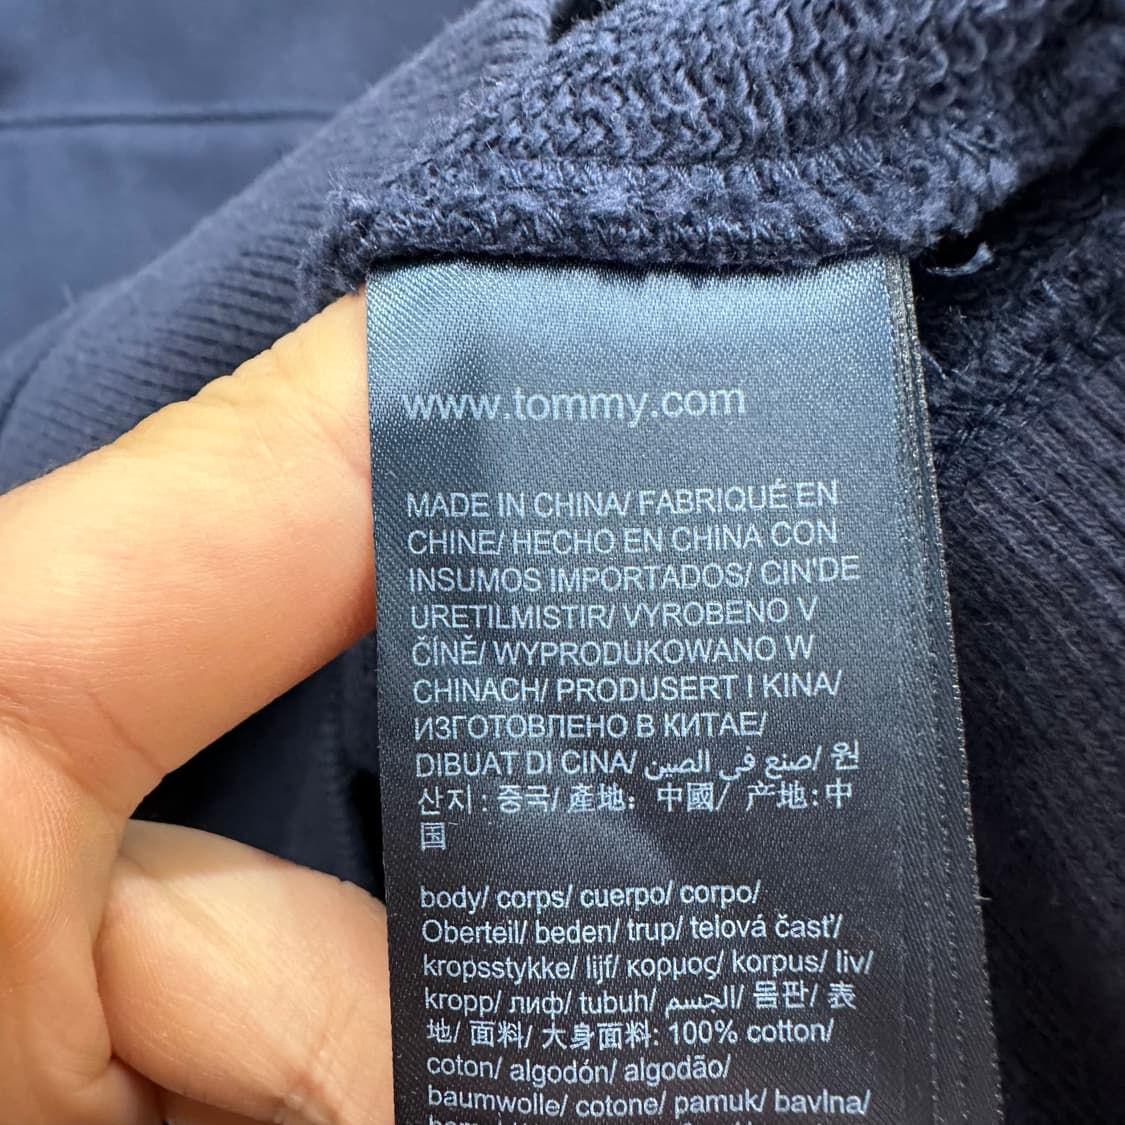 www.tommy.com
MADE IN CHINA/ FABRIQUÉ EN
CHINE/ HECHO EN CHINA CON
INSUMOS IMPORTADOS/ CIN'DE
URETILMISTIR/ VYROBENO V
ČÍNĚ/ WYPRODUKOWANO W
CHINACH/ PRODUSERT I KINA/
ИЗГОТОВЛЕНО В КИТАЕ/
DIBUAT DI CINA/ صنع في الصين/ 원
산지 : 중국/ 產地: 中國/ 产地:中
国
body/ corps/ cuerpo/ corpo/
Oberteil/ beden/ trup/ telová časť/
kropsstykke/ lijf/ κορμος/ korpus/ liv/
kropp/ лиф/ tubuh/ الجسم/ 몸판/ 表
地/ 面料/ 大身面料: 100% cotton/
coton/ algodón/ algodão/
baumwolle/ cotone/ pamuk/ bavlna/